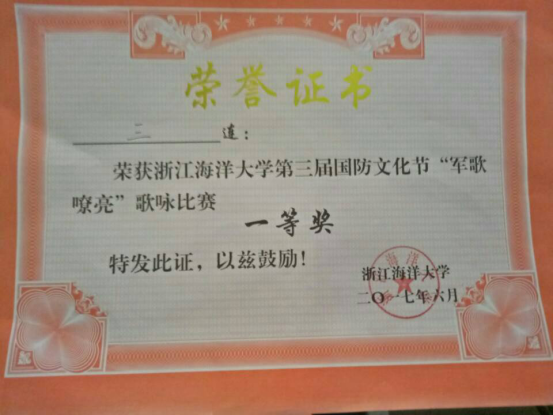 荣誉证书
三 连：
荣获浙江海洋大学第三届国防文化节“军歌
嘹亮”歌咏比赛
一等奖
特发此证，以兹鼓励！
浙江海洋大学
二〇一七年六月